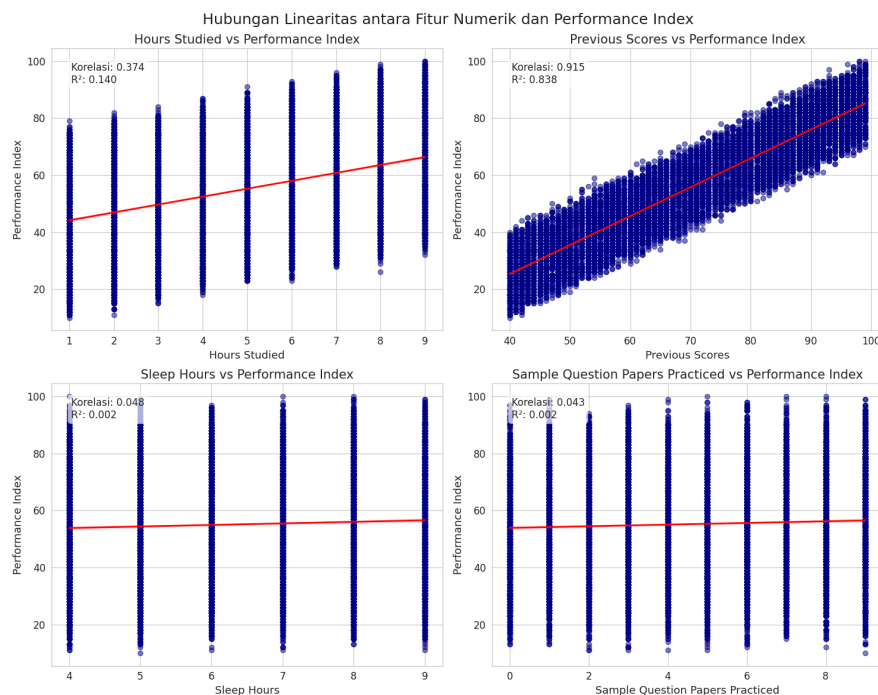 Hubungan Linearitas antara Fitur Numerik dan Performance Index
Hours Studied vs Performance Index
Korelasi: 0.374
R²: 0.140
100
80
60
40
20
Performance Index
1 2 3 4 5 6 7 8 9
Hours Studied
Previous Scores vs Performance Index
Korelasi: 0.915
R²: 0.838
100
80
60
40
20
Performance Index
40 50 60 70 80 90 100
Previous Scores
Sleep Hours vs Performance Index
Korelasi: 0.048
R²: 0.002
100
80
60
40
20
Performance Index
4 5 6 7 8 9
Sleep Hours
Sample Question Papers Practiced vs Performance Index
Korelasi: 0.043
R²: 0.002
100
80
60
40
20
Performance Index
0 2 4 6 8
Sample Question Papers Practiced